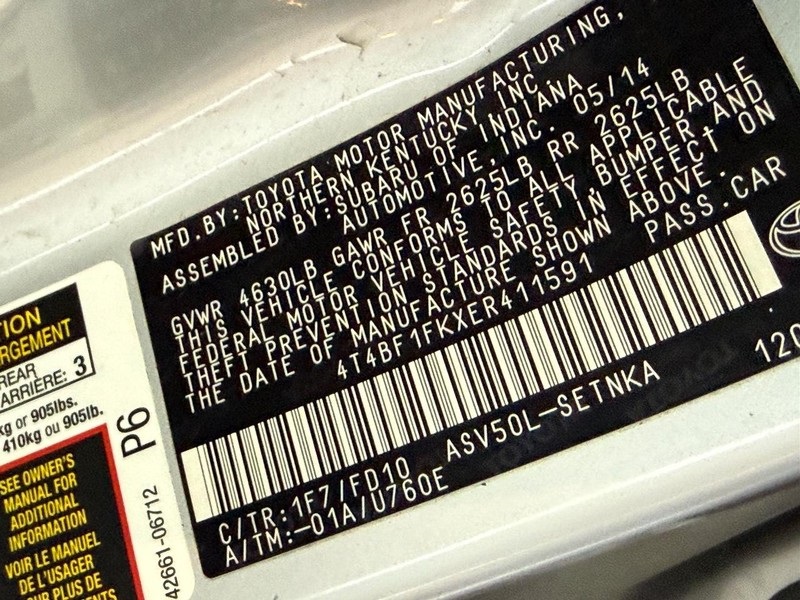 MFD.BY:TOYOTA MOTOR MANUFACTURING,
NORTHERN KENTUCKY, INC.
ASSEMBLED BY:SUBARU OF INDIANA
AUTOMOTIVE, INC. 05/14
GVWR 4630LB GAWR FR 2625LB RR 2625LB
THIS VEHICLE CONFORMS TO ALL APPLICABLE
FEDERAL MOTOR VEHICLE SAFETY,BUMPER,AND
THEFT PREVENTION STANDARDS IN EFFECT ON
THE DATE OF MANUFACTURE SHOWN ABOVE.
4T4BF1FKXER411591 PASS.CAR
ASV50L-SETNKA 120
C/TR:1F7/FD10
A/TM:-01A/U760E
TION
RGEMENT
REAR
ARRIÈRE: 3
kg or 905lbs.
410kg ou 905lb.
SEE OWNER'S
MANUAL FOR
ADDITIONAL
INFORMATION
VOIR LE MANUEL
DE L'USAGER
PLUS DE
P6
42661-06712